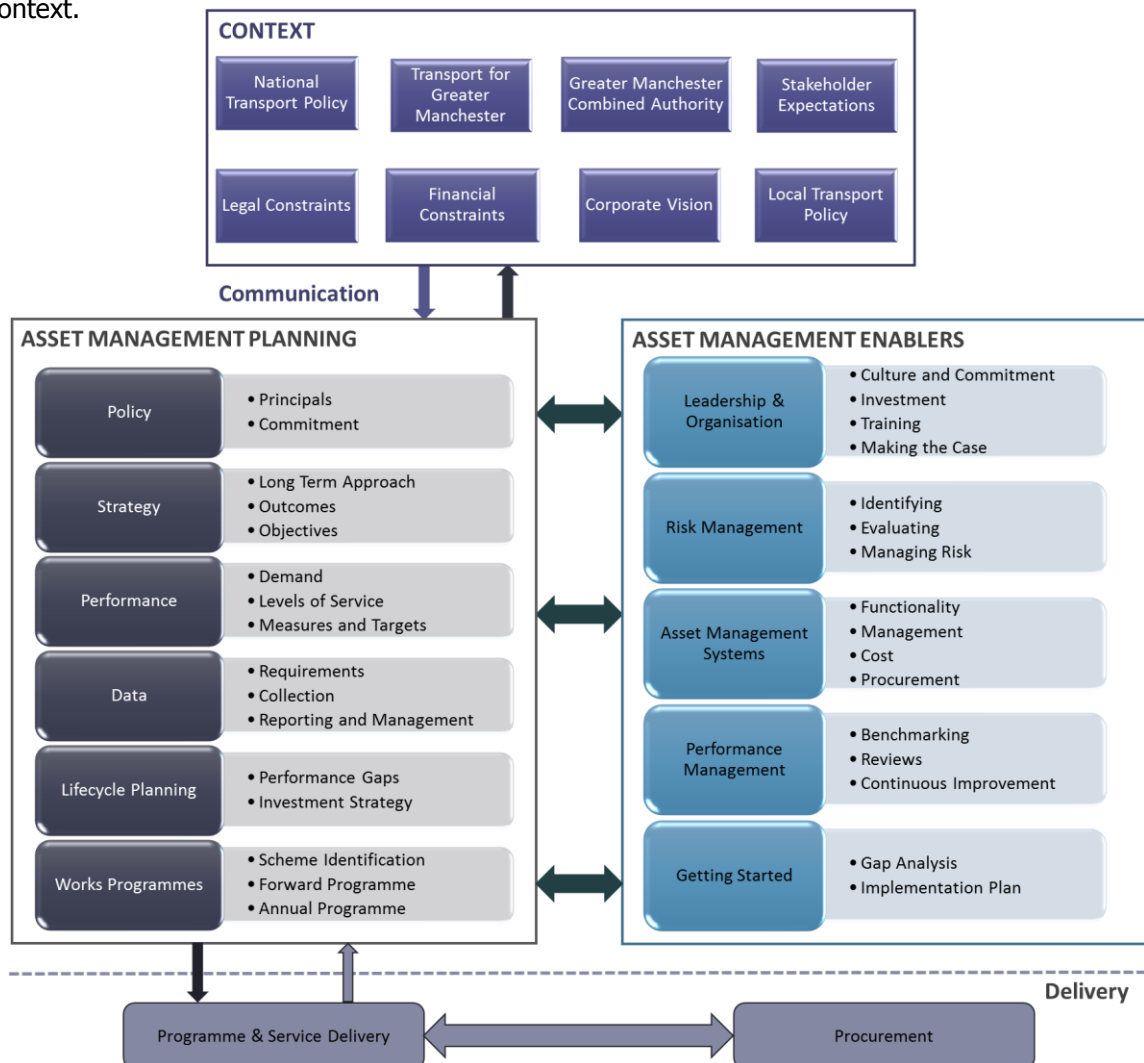 ontext.
CONTEXT
National
Transport Policy
Transport for
Greater
Manchester
Greater Manchester
Combined Authority
Stakeholder
Expectations
Legal Constraints
Financial
Constraints
Corporate Vision
Local Transport
Policy
Communication
ASSET MANAGEMENT PLANNING
Policy
• Principals
• Commitment
Strategy
• Long Term Approach
• Outcomes
• Objectives
Performance
• Demand
• Levels of Service
• Measures and Targets
Data
• Requirements
• Collection
• Reporting and Management
Lifecycle Planning
• Performance Gaps
• Investment Strategy
Works Programmes
• Scheme Identification
• Forward Programme
• Annual Programme
ASSET MANAGEMENT ENABLERS
Leadership &
Organisation
• Culture and Commitment
• Investment
• Training
• Making the Case
Risk Management
• Identifying
• Evaluating
• Managing Risk
Asset Management
Systems
• Functionality
• Management
• Cost
• Procurement
Performance
Management
• Benchmarking
• Reviews
• Continuous Improvement
Getting Started
• Gap Analysis
• Implementation Plan
Delivery
Programme & Service Delivery
Procurement